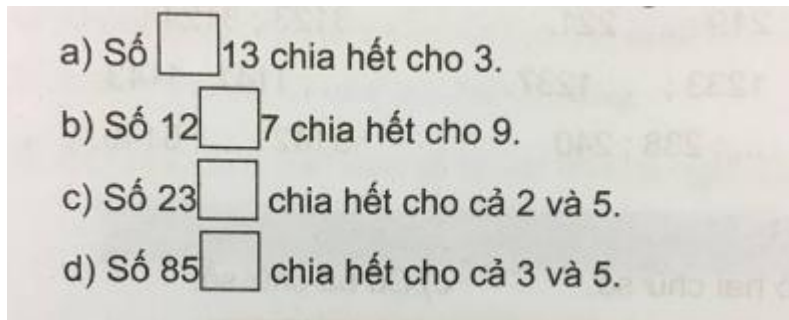 a) Số 13 chia hết cho 3.
b) Số 12 7 chia hết cho 9.
c) Số 23 chia hết cho cả 2 và 5.
d) Số 85 chia hết cho cả 3 và 5.